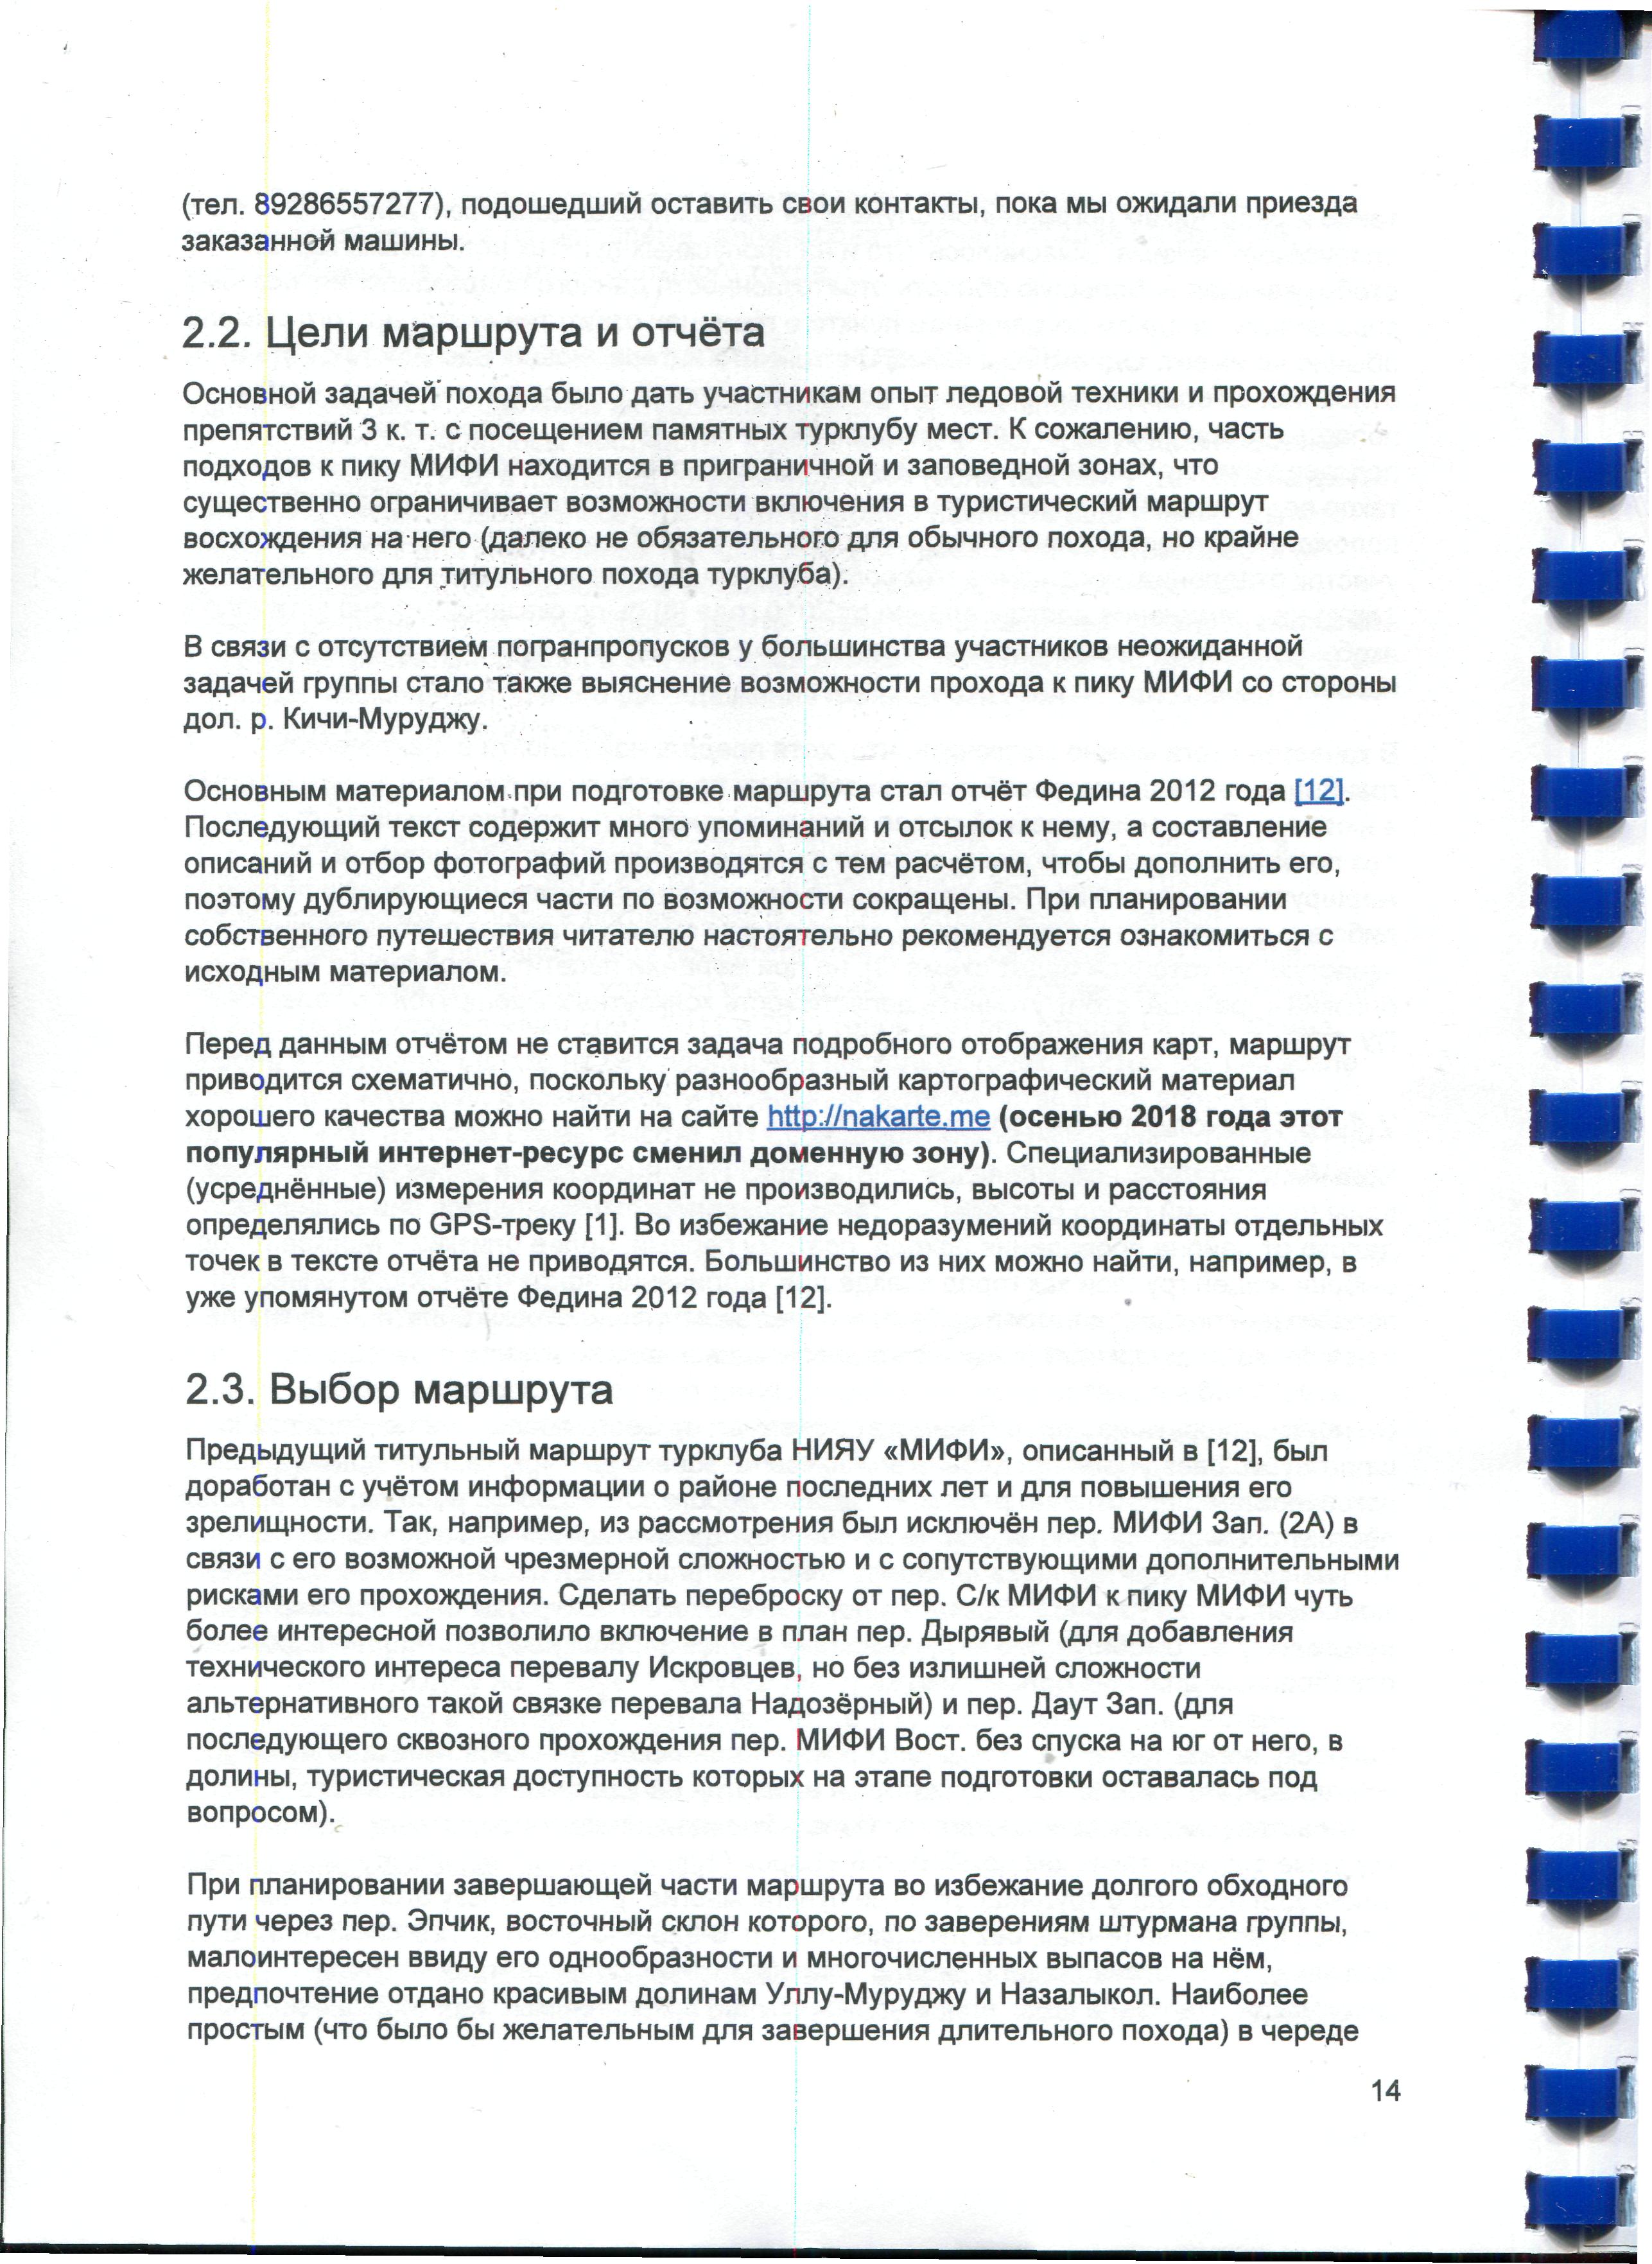 (тел. 89286557277), подошедший оставить свои контакты, пока мы ожидали приезда
заказанной машины.
2.2. Цели маршрута и отчёта
Основной задачей похода было дать участникам опыт ледовой техники и прохождения
препятствий 3 к. т. с посещением памятных турклубу мест. К сожалению, часть
подходов к пику МИФИ находится в приграничной и заповедной зонах, что
существенно ограничивает возможности включения в туристический маршрут
восхождения на него (далеко не обязательного для обычного похода, но крайне
желательного для титульного похода турклуба).
В связи с отсутствием погранпропусков у большинства участников неожиданной
задачей группы стало также выяснение возможности прохода к пику МИФИ со стороны
дол. р. Кичи-Муруджу.
Основным материалом при подготовке маршрута стал отчёт Федина 2012 года [12].
Последующий текст содержит много упоминаний и отсылок к нему, а составление
описаний и отбор фотографий производятся с тем расчётом, чтобы дополнить его,
поэтому дублирующиеся части по возможности сокращены. При планировании
собственного путешествия читателю настоятельно рекомендуется ознакомиться с
исходным материалом.
Перед данным отчётом не ставится задача подробного отображения карт, маршрут
приводится схематично, поскольку разнообразный картографический материал
хорошего качества можно найти на сайте http://nakarte.me (осенью 2018 года этот
популярный интернет-ресурс сменил доменную зону). Специализированные
(усреднённые) измерения координат не производились, высоты и расстояния
определялись по GPS-треку [1]. Во избежание недоразумений координаты отдельных
точек в тексте отчёта не приводятся. Большинство из них можно найти, например, в
уже упомянутом отчёте Федина 2012 года [12].
2.3. Выбор маршрута
Предыдущий титульный маршрут турклуба НИЯУ «МИФИ», описанный в [12], был
доработан с учётом информации о районе последних лет и для повышения его
зрелищности. Так, например, из рассмотрения был исключён пер. МИФИ Зап. (2А) в
связи с его возможной чрезмерной сложностью и с сопутствующими дополнительными
рисками его прохождения. Сделать переброску от пер. С/к МИФИ к пику МИФИ чуть
более интересной позволило включение в план пер. Дырявый (для добавления
технического интереса перевалу Искровцев, но без излишней сложности
альтернативного такой связке перевала Надозёрный) и пер. Даут Зап. (для
последующего сквозного прохождения пер. МИФИ Вост. без спуска на юг от него, в
долины, туристическая доступность которых на этапе подготовки оставалась под
вопросом).
При планировании завершающей части маршрута во избежание долгого обходного
пути через пер. Эпчик, восточный склон которого, по заверениям штурмана группы,
малоинтересен ввиду его однообразности и многочисленных выпасов на нём,
предпочтение отдано красивым долинам Уллу-Муруджу и Назалыкол. Наиболее
простым (что было бы желательным для завершения длительного похода) в череде
14